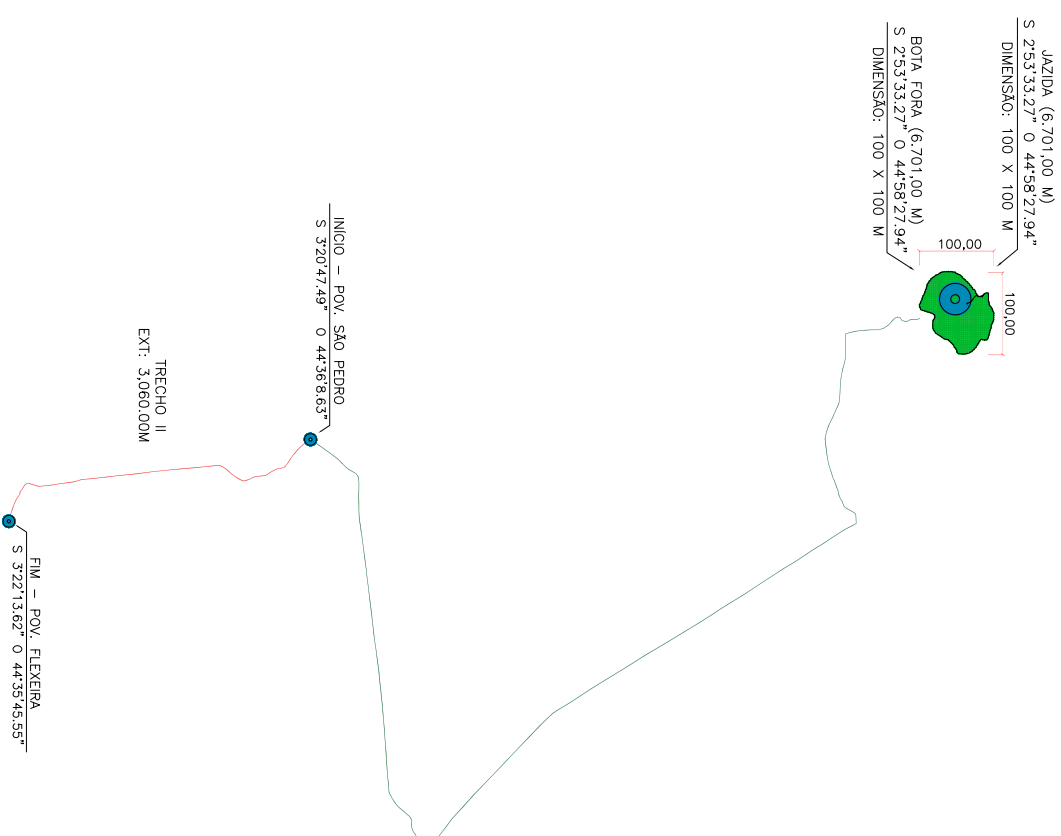 JAZIDA (6.701,00 M)
S 2°53'33.27" O 44°58'27.94"
DIMENSÃO: 100 X 100 M
BOTA FORA (6.701,00 M)
S 2°53'33.27" O 44°58'27.94"
DIMENSÃO: 100 X 100 M
100,00
100,00
INÍCIO - POV. SÃO PEDRO
S 3°20'47.49" O 44°36'8.63"
TRECHO II
EXT: 3,060.00M
FIM - POV. FLEXEIRA
S 3°22'13.62" O 44°35'45.55"